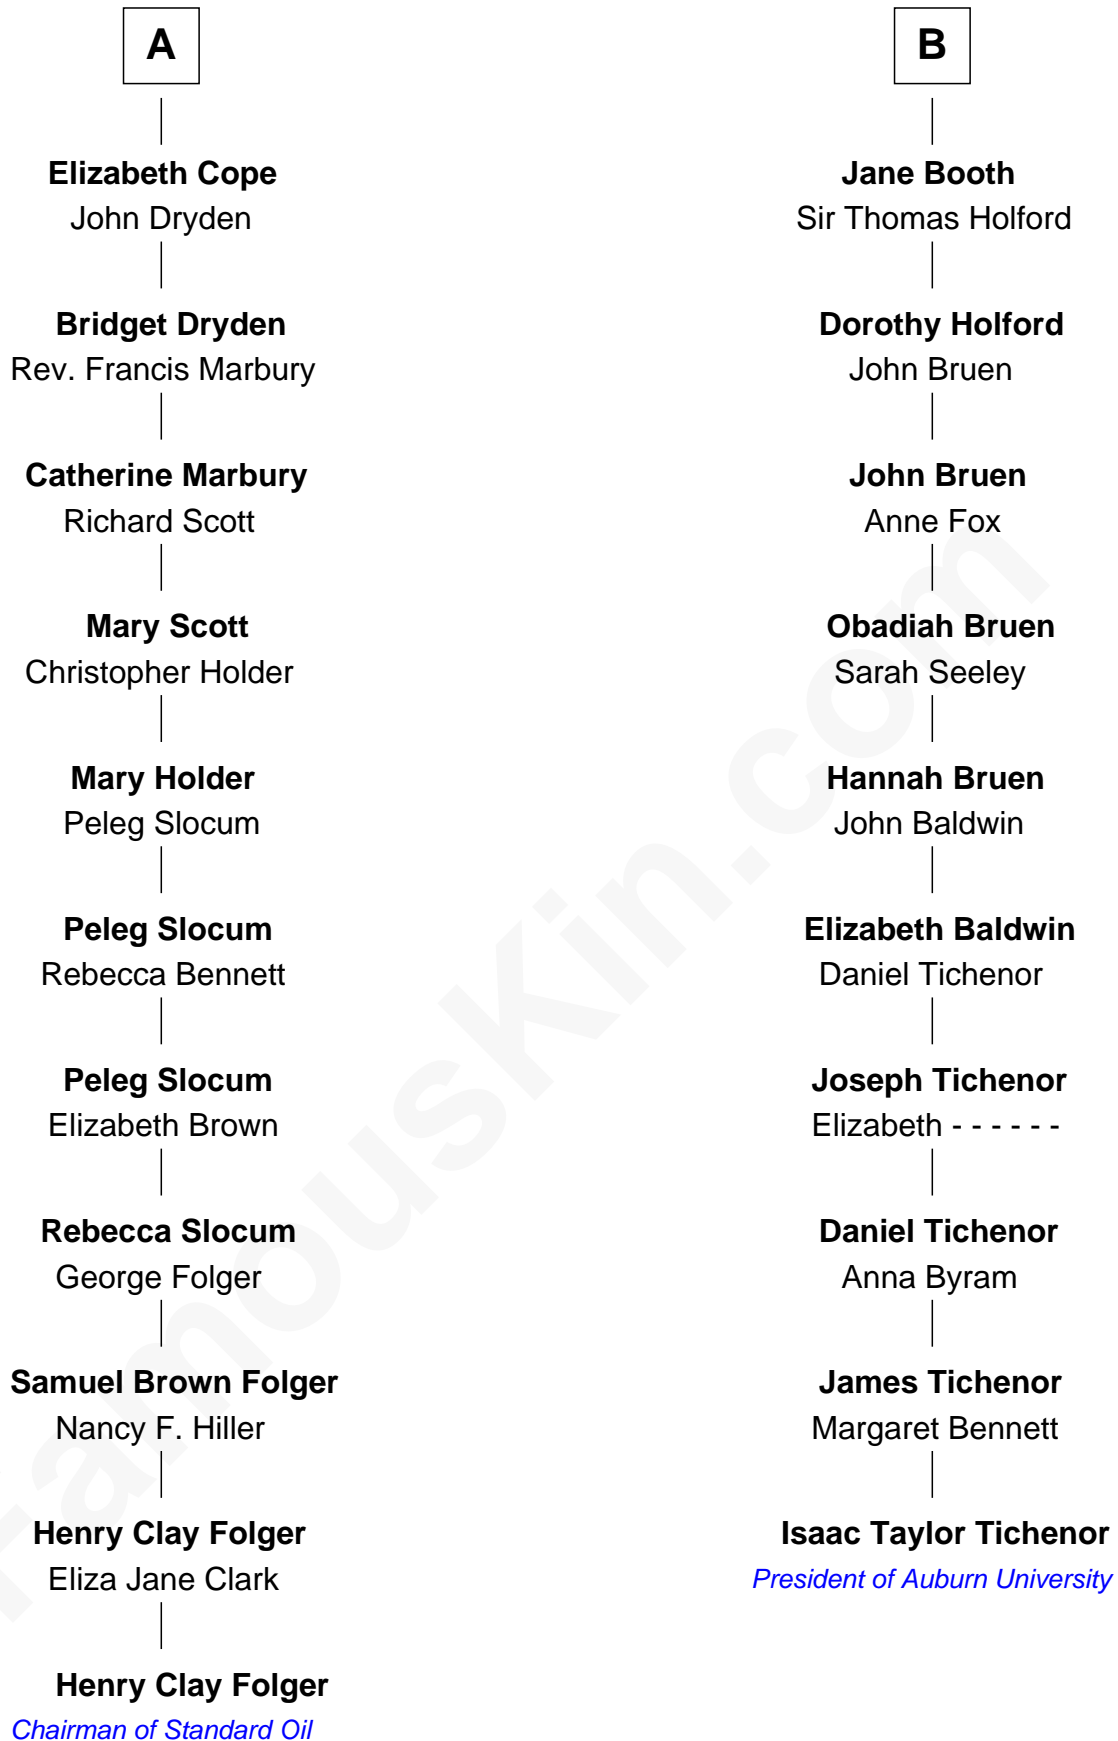 A
Elizabeth Cope
John Dryden
Bridget Dryden
Rev. Francis Marbury
Catherine Marbury
Richard Scott
Mary Scott
Christopher Holder
Mary Holder
Peleg Slocum
Peleg Slocum
Rebecca Bennett
Peleg Slocum
Elizabeth Brown
Rebecca Slocum
George Folger
Samuel Brown Folger
Nancy F. Hiller
Henry Clay Folger
Eliza Jane Clark
Henry Clay Folger
Chairman of Standard Oil
B
Jane Booth
Sir Thomas Holford
Dorothy Holford
John Bruen
John Bruen
Anne Fox
Obadiah Bruen
Sarah Seeley
Hannah Bruen
John Baldwin
Elizabeth Baldwin
Daniel Tichenor
Joseph Tichenor
Elizabeth - - - - - -
Daniel Tichenor
Anna Byram
James Tichenor
Margaret Bennett
Isaac Taylor Tichenor
President of Auburn University
FamousKin.com